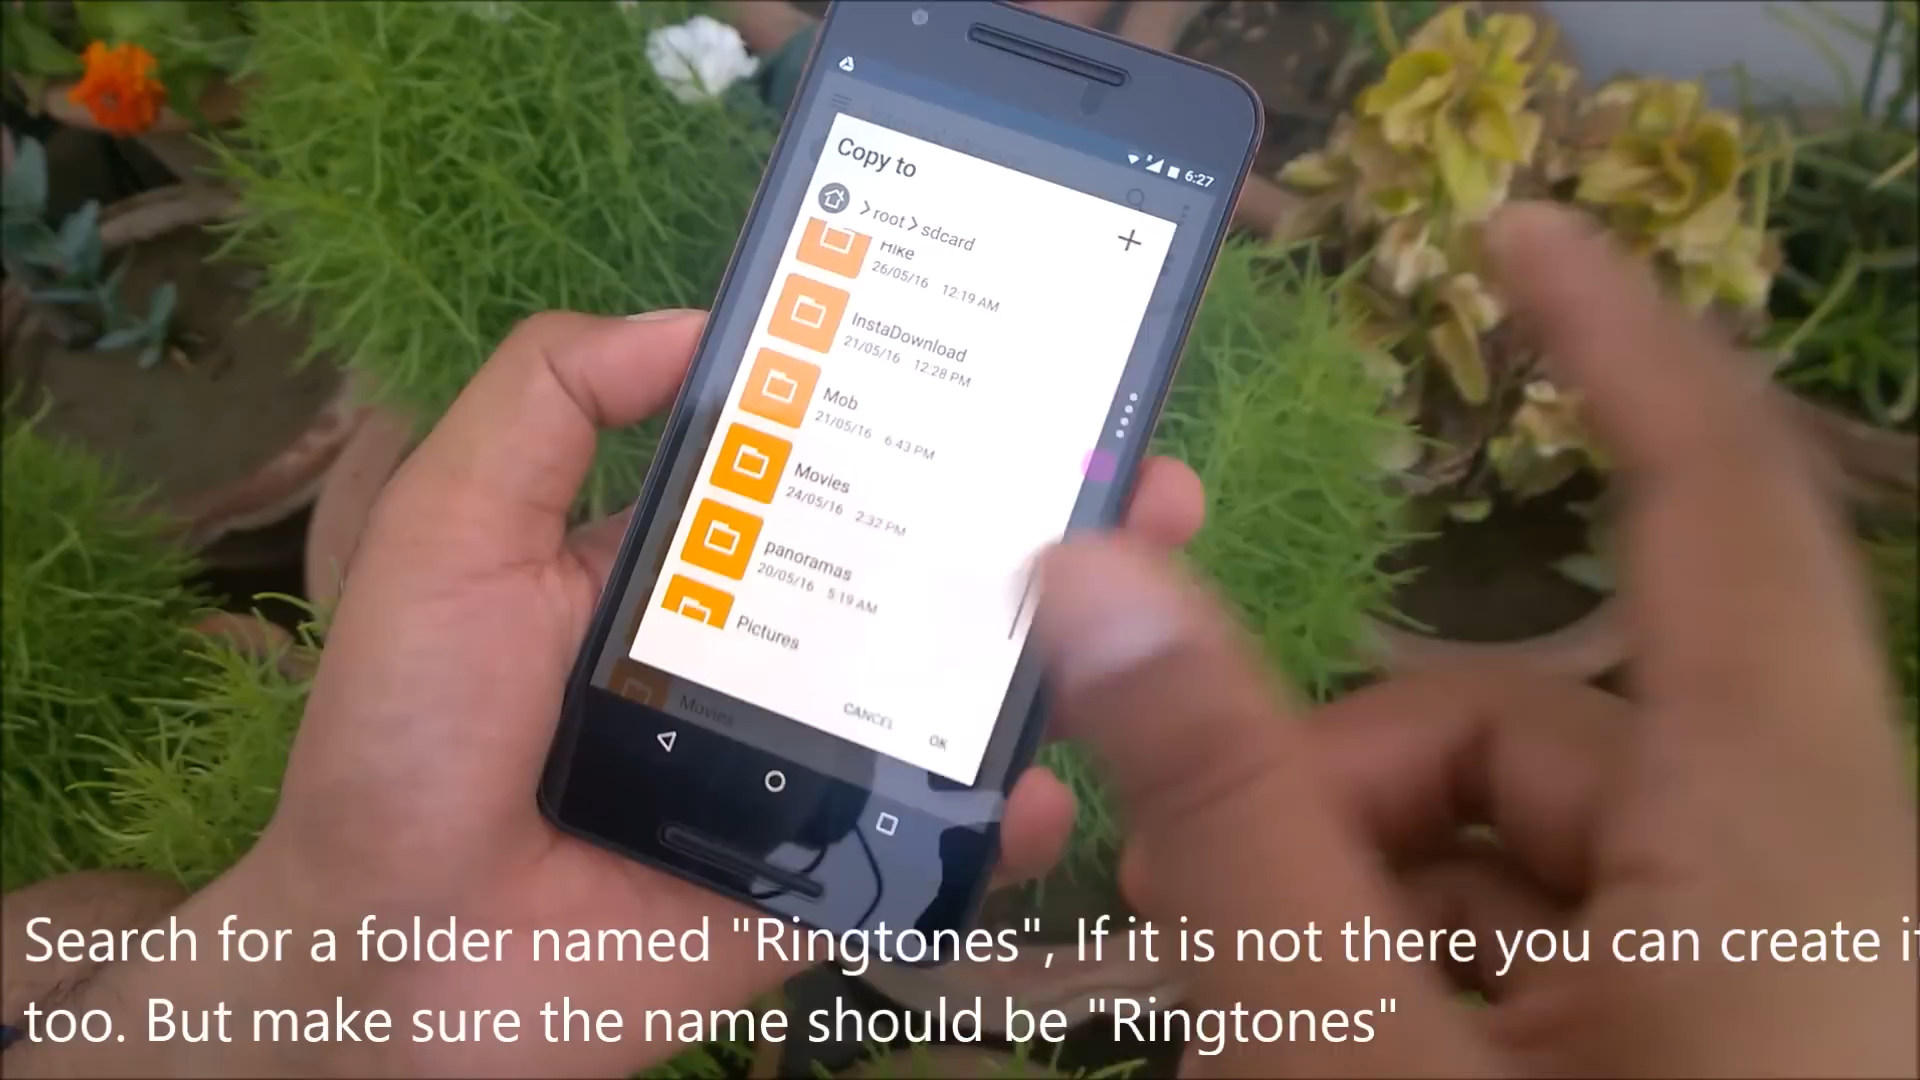 6:27
Copy to
root sdcard
Hike
26/05/16 12:19 AM
InstaDownload
21/05/16 12:28 PM
Mob
21/05/16 6:43 PM
Movies
24/05/16 2:32 PM
panoramas
20/05/16 5:19 AM
Pictures
CANCEL OK
Movies
Search for a folder named "Ringtones", If it is not there you can create it
too. But make sure the name should be "Ringtones"